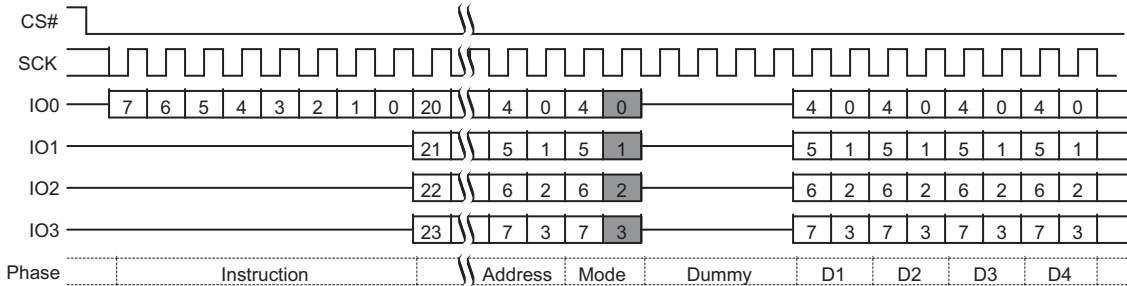 CS#
SCK
IO0 7 6 5 4 3 2 1 0 20 4 0 4 0 4 0 4 0 4 0 4 0
IO1 21 5 1 5 1 5 1 5 1 5 1 5 1
IO2 22 6 2 6 2 6 2 6 2 6 2 6 2
IO3 23 7 3 7 3 7 3 7 3 7 3 7 3
Phase Instruction Address Mode Dummy D1 D2 D3 D4